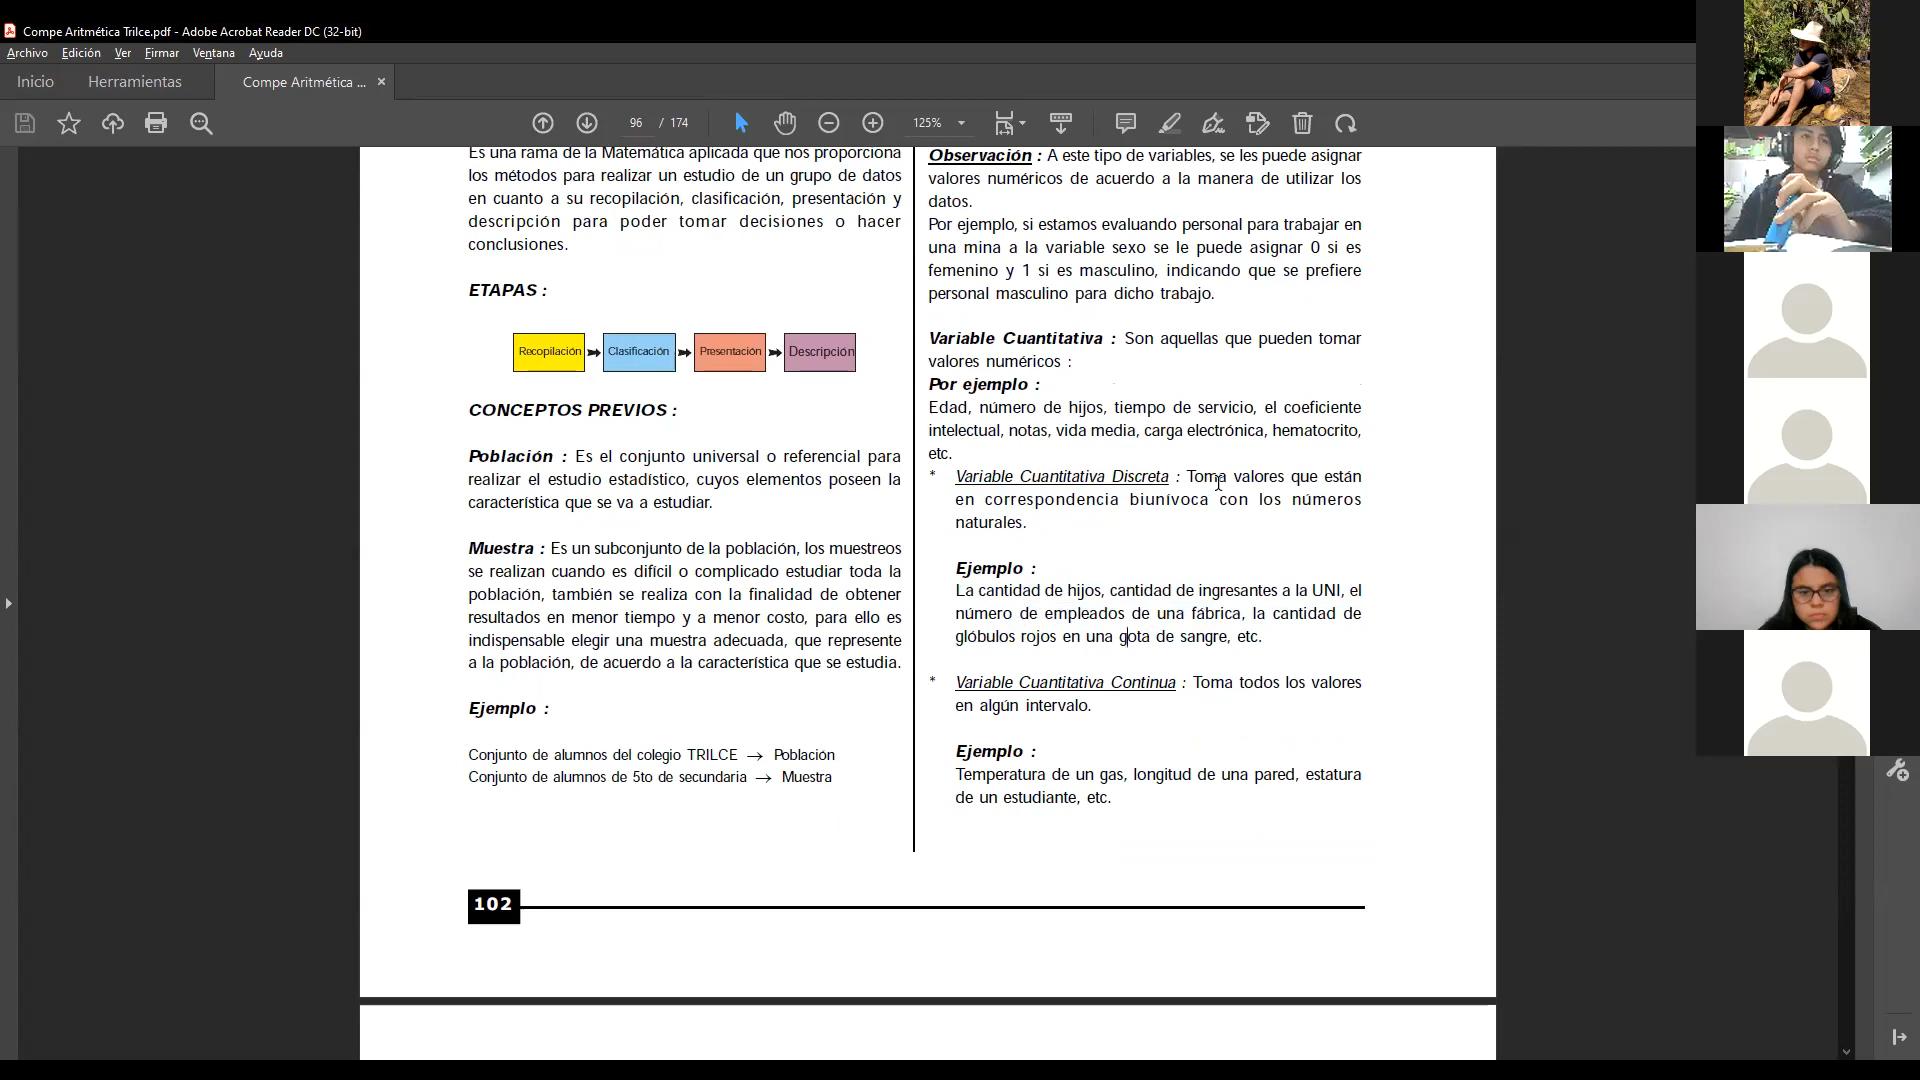 Compe Aritmética Trilce.pdf - Adobe Acrobat Reader DC (32-bit)
Archivo Edición Ver Firmar Ventana Ayuda
Inicio Herramientas Compe Aritmética ... ×
96 / 174 125%
Es una rama de la Matemática aplicada que nos proporciona
los métodos para realizar un estudio de un grupo de datos
en cuanto a su recopilación, clasificación, presentación y
descripción para poder tomar decisiones o hacer
conclusiones.
ETAPAS :
Recopilación Clasificación Presentación Descripción
CONCEPTOS PREVIOS :
Población : Es el conjunto universal o referencial para
realizar el estudio estadístico, cuyos elementos poseen la
característica que se va a estudiar.
Muestra : Es un subconjunto de la población, los muestreos
se realizan cuando es difícil o complicado estudiar toda la
población, también se realiza con la finalidad de obtener
resultados en menor tiempo y a menor costo, para ello es
indispensable elegir una muestra adecuada, que represente
a la población, de acuerdo a la característica que se estudia.
Ejemplo :
Conjunto de alumnos del colegio TRILCE → Población
Conjunto de alumnos de 5to de secundaria → Muestra
Observación : A este tipo de variables, se les puede asignar
valores numéricos de acuerdo a la manera de utilizar los
datos.
Por ejemplo, si estamos evaluando personal para trabajar en
una mina a la variable sexo se le puede asignar 0 si es
femenino y 1 si es masculino, indicando que se prefiere
personal masculino para dicho trabajo.
Variable Cuantitativa : Son aquellas que pueden tomar
valores numéricos :
Por ejemplo :
Edad, número de hijos, tiempo de servicio, el coeficiente
intelectual, notas, vida media, carga electrónica, hematocrito,
etc.
* Variable Cuantitativa Discreta : Toma valores que están
en correspondencia biunívoca con los números
naturales.
Ejemplo :
La cantidad de hijos, cantidad de ingresantes a la UNI, el
número de empleados de una fábrica, la cantidad de
glóbulos rojos en una gota de sangre, etc.
* Variable Cuantitativa Continua : Toma todos los valores
en algún intervalo.
Ejemplo :
Temperatura de un gas, longitud de una pared, estatura
de un estudiante, etc.
102